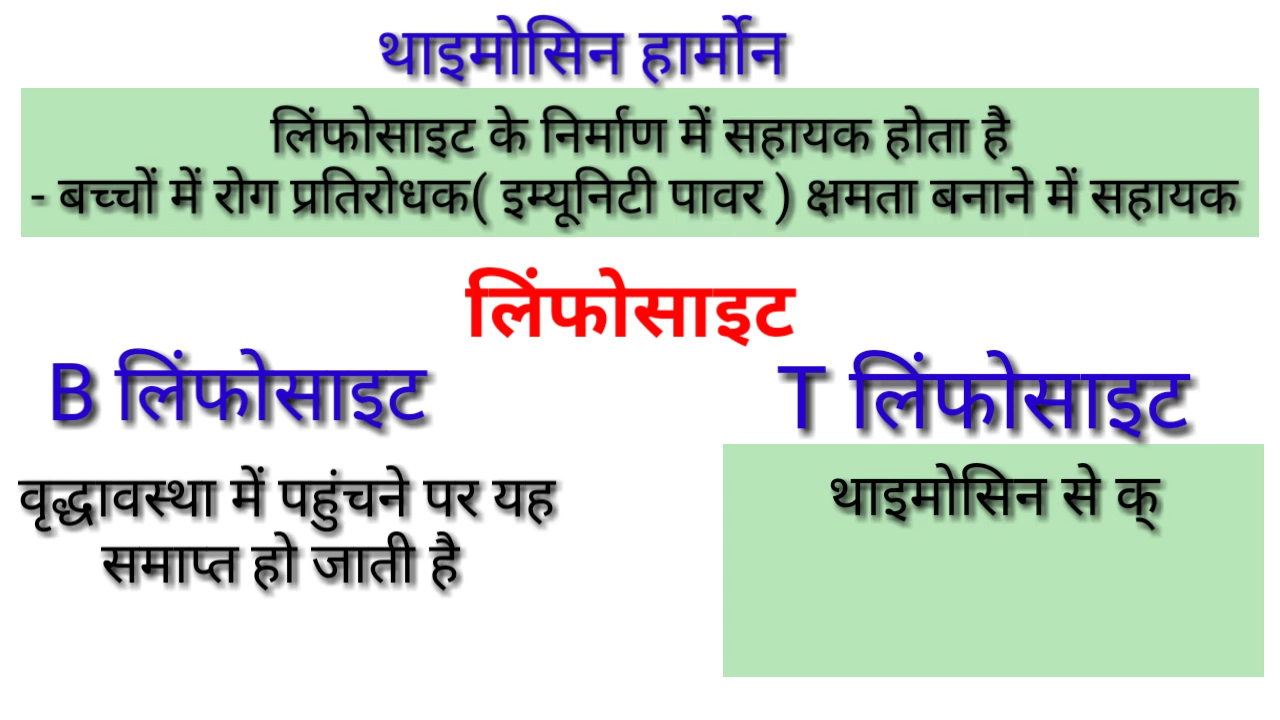 थाइमोसिन हार्मोन
लिंफोसाइट के निर्माण में सहायक होता है
- बच्चों में रोग प्रतिरोधक( इम्यूनिटी पावर ) क्षमता बनाने में सहायक
लिंफोसाइट
B लिंफोसाइट
वृद्धावस्था में पहुंचने पर यह
समाप्त हो जाती है
T लिंफोसाइट
थाइमोसिन से क्